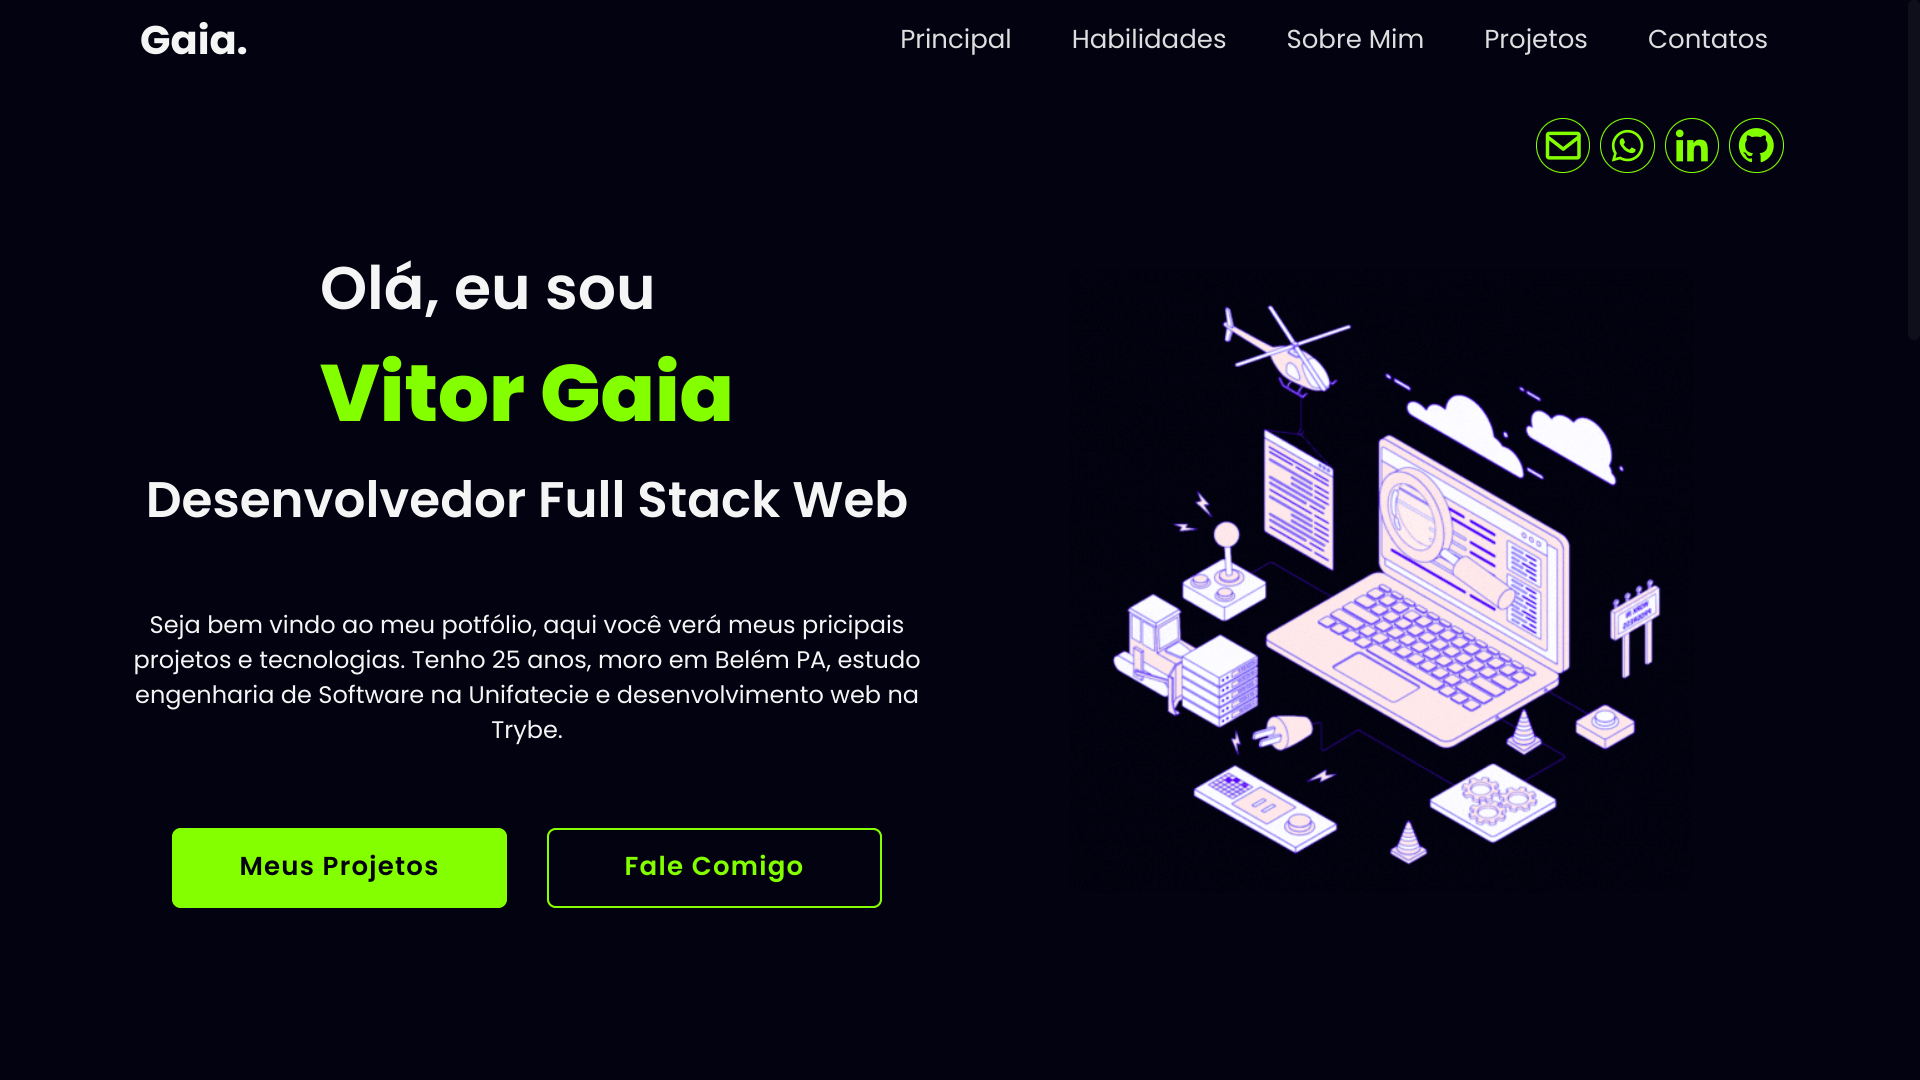 Gaia.
Principal
Habilidades
Sobre Mim
Projetos
Contatos
Olá, eu sou
Vitor Gaia
Desenvolvedor Full Stack Web
Seja bem vindo ao meu potfólio, aqui você verá meus pricipais
projetos e tecnologias. Tenho 25 anos, moro em Belém PA, estudo
engenharia de Software na Unifatecie e desenvolvimento web na
Trybe.
Meus Projetos
Fale Comigo